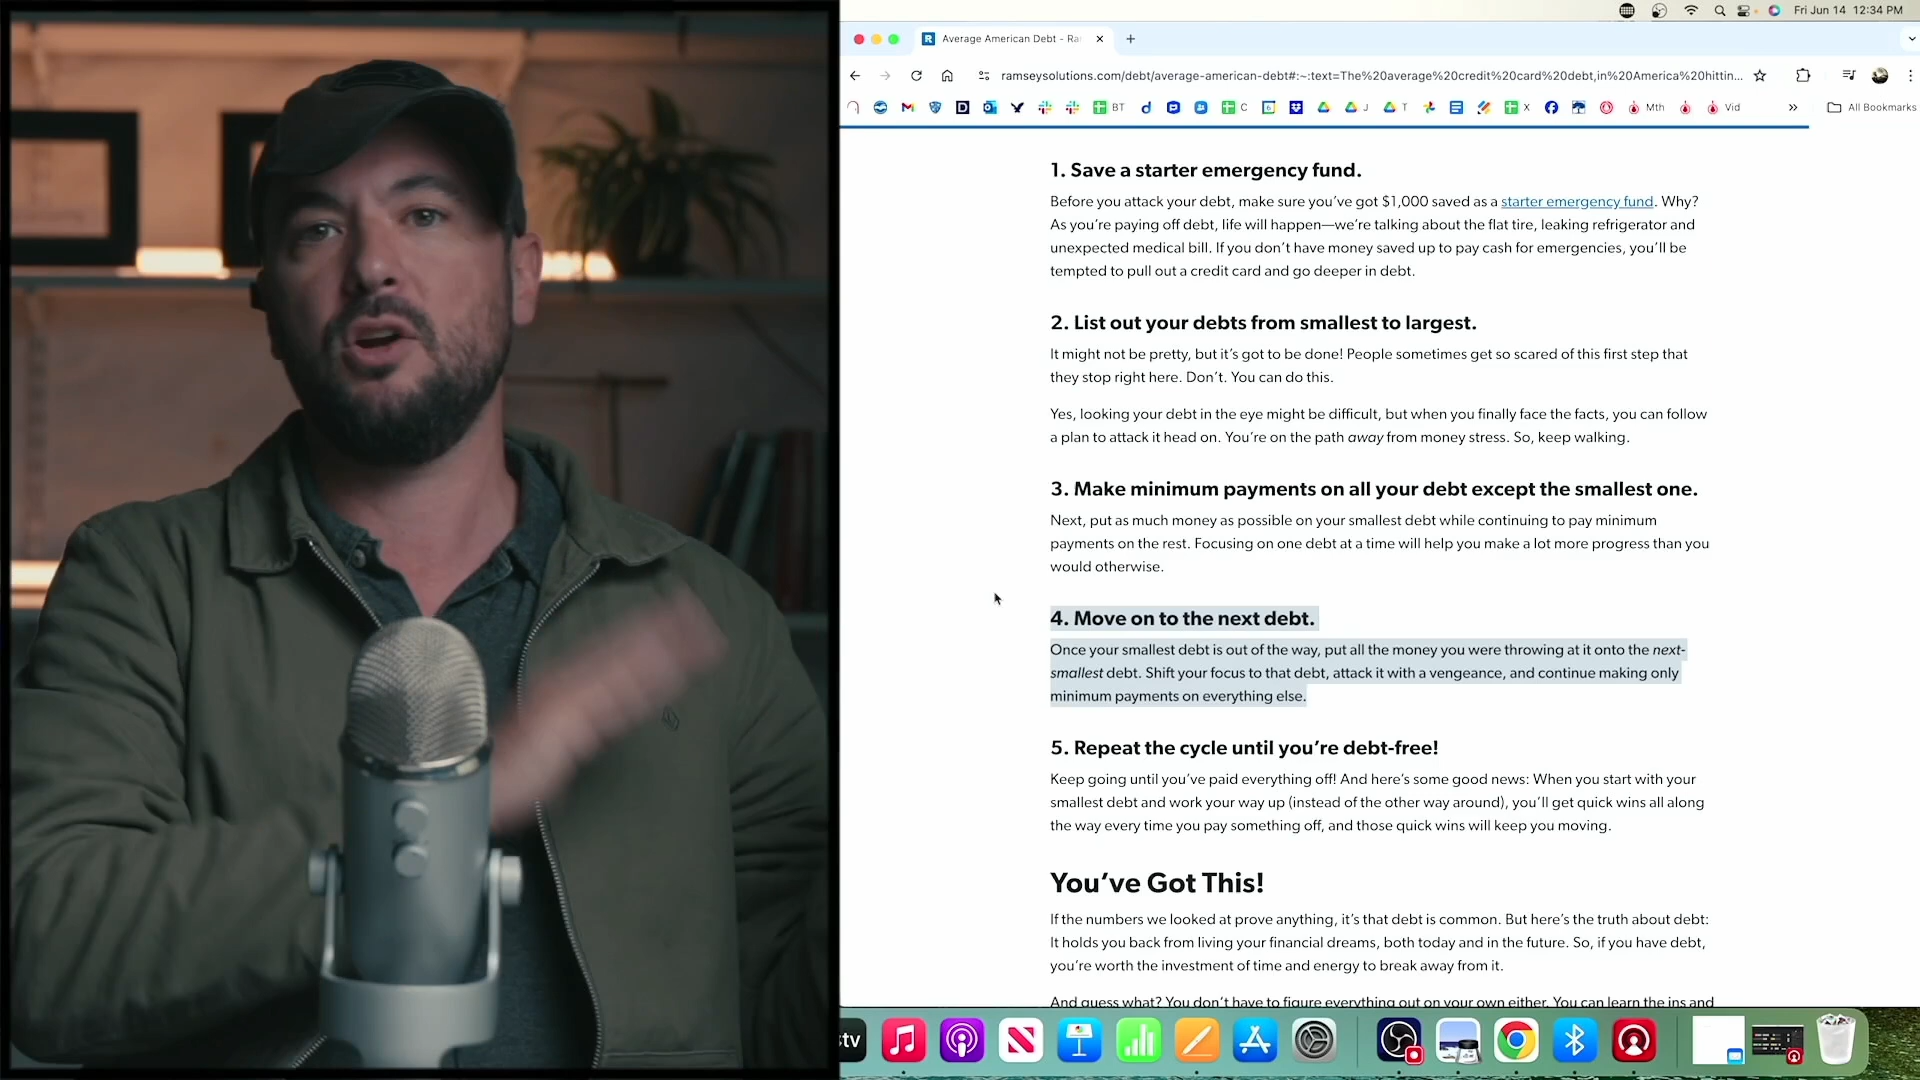 Fri Jun 14 12:34 PM
Average American Debt - Ra
ramseysolutions.com/debt/average-american-debt#:~:text=The%20average%20credit%20card%20debt,in%20America%20hittin...
BT
C
J
T
X
Mth
Vid
All Bookmarks
1. Save a starter emergency fund.
Before you attack your debt, make sure you’ve got $1,000 saved as a starter emergency fund. Why?
As you’re paying off debt, life will happen—we’re talking about the flat tire, leaking refrigerator and
unexpected medical bill. If you don’t have money saved up to pay cash for emergencies, you’ll be
tempted to pull out a credit card and go deeper in debt.
2. List out your debts from smallest to largest.
It might not be pretty, but it’s got to be done! People sometimes get so scared of this first step that
they stop right here. Don’t. You can do this.
Yes, looking your debt in the eye might be difficult, but when you finally face the facts, you can follow
a plan to attack it head on. You’re on the path away from money stress. So, keep walking.
3. Make minimum payments on all your debt except the smallest one.
Next, put as much money as possible on your smallest debt while continuing to pay minimum
payments on the rest. Focusing on one debt at a time will help you make a lot more progress than you
would otherwise.
4. Move on to the next debt.
Once your smallest debt is out of the way, put all the money you were throwing at it onto the next-
smallest debt. Shift your focus to that debt, attack it with a vengeance, and continue making only
minimum payments on everything else.
5. Repeat the cycle until you’re debt-free!
Keep going until you’ve paid everything off! And here’s some good news: When you start with your
smallest debt and work your way up (instead of the other way around), you’ll get quick wins all along
the way every time you pay something off, and those quick wins will keep you moving.
You’ve Got This!
If the numbers we looked at prove anything, it’s that debt is common. But here’s the truth about debt:
It holds you back from living your financial dreams, both today and in the future. So, if you have debt,
you’re worth the investment of time and energy to break away from it.
And guess what? You don’t have to figure everything out on your own either. You can learn the ins and
tv